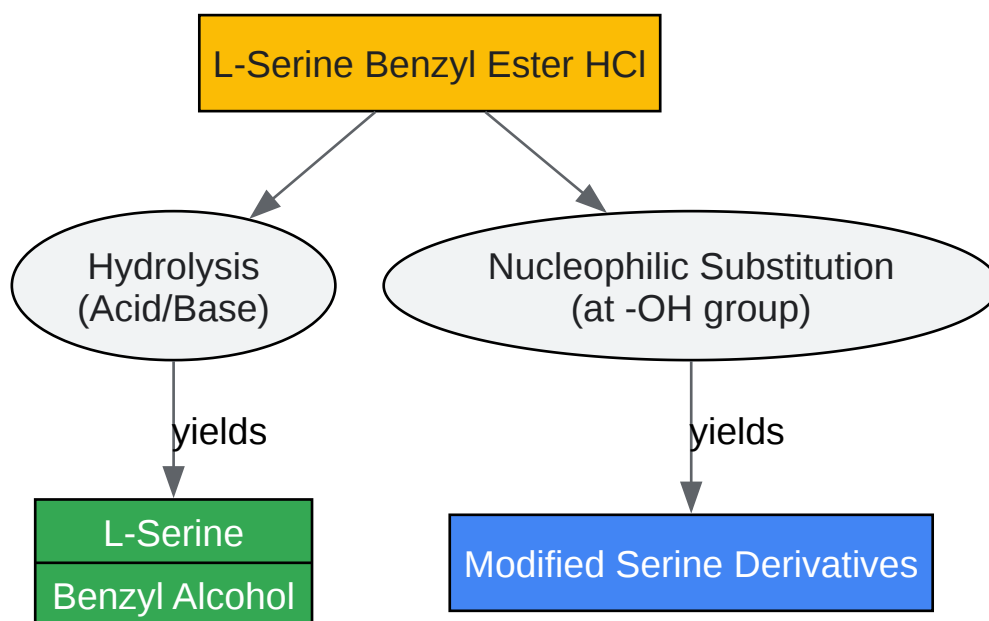 L-Serine Benzyl Ester HCl
Hydrolysis
(Acid/Base)
Nucleophilic Substitution
(at -OH group)
yields
yields
L-Serine
Benzyl Alcohol
Modified Serine Derivatives